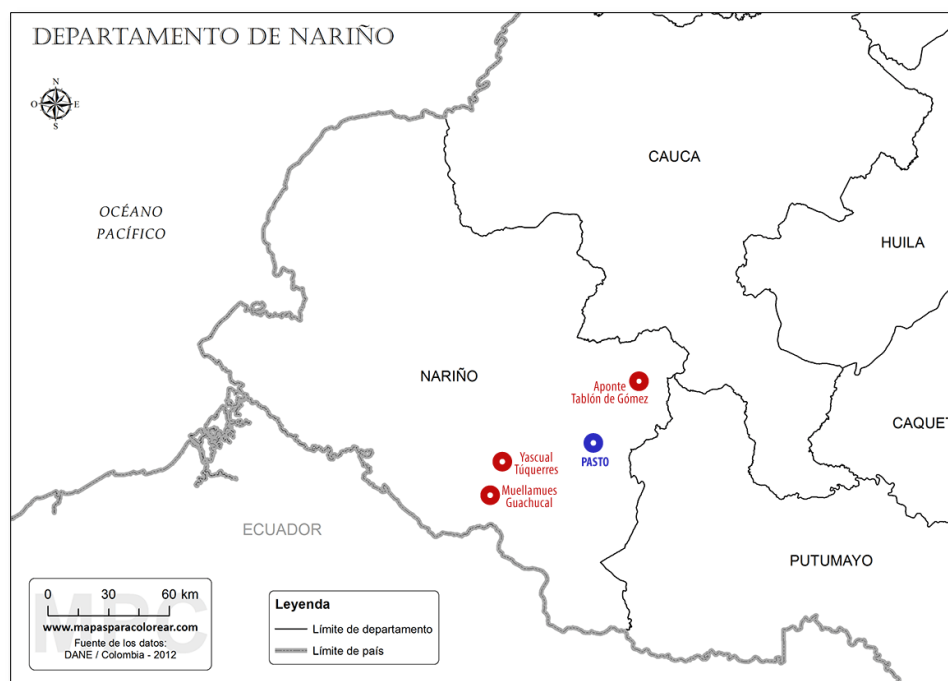 DEPARTAMENTO DE NARIÑO
N
O
E
S
CAUCA
OCÉANO
PACÍFICO
HUILA
NARIÑO
Aponte
Tablón de Gómez
CAQUET
PASTO
Yascual
Túquerres
Muellamues
Guachucal
ECUADOR
PUTUMAYO
0 30 60 km
MPC
www.mapasparacolorear.com
Fuente de los datos:
DANE / Colombia - 2012
Leyenda
Límite de departamento
Límite de país